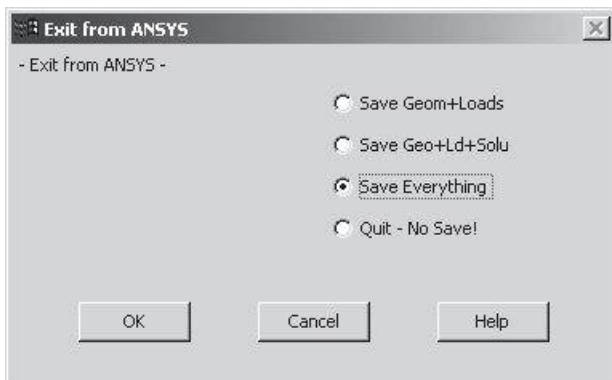 Exit from ANSYS
- Exit from ANSYS -
Save Geom+Loads
Save Geo+Ld+Solu
Save Everything
Quit - No Save!
OK Cancel Help